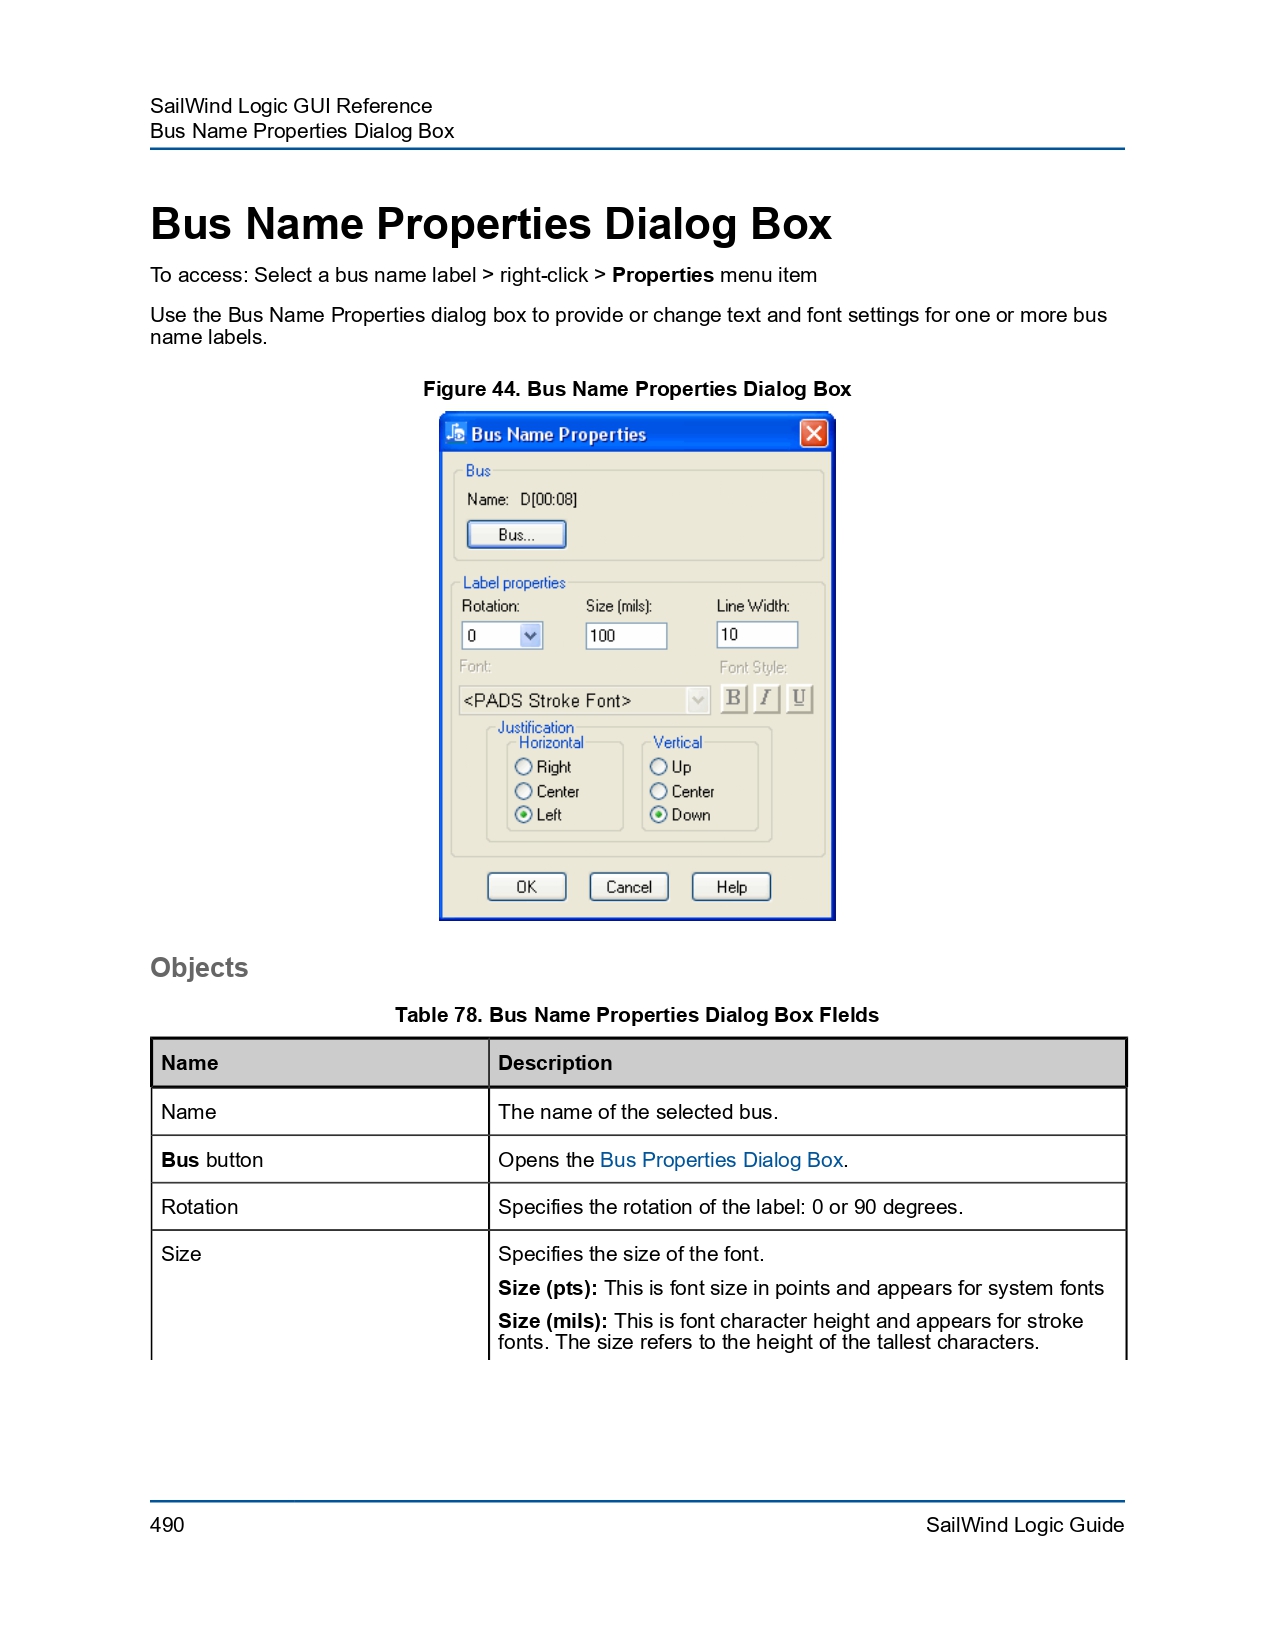 SailWind Logic GUI Reference
Bus Name Properties Dialog Box
Bus Name Properties Dialog Box
To access: Select a bus name label > right-click > Properties menu item
Use the Bus Name Properties dialog box to provide or change text and font settings for one or more bus
name labels.
Figure 44. Bus Name Properties Dialog Box
Bus Name Properties
Bus
Name: D[00:08]
Bus...
Label properties
Rotation: Size (mils): Line Width:
0 100 10
Font: Font Style:
<PADS Stroke Font> B I U
Justification
Horizontal Vertical
Right Up
Center Center
Left Down
OK Cancel Help
Objects
Table 78. Bus Name Properties Dialog Box FIelds
Name Description
Name The name of the selected bus.
Bus button Opens the Bus Properties Dialog Box.
Rotation Specifies the rotation of the label: 0 or 90 degrees.
Size Specifies the size of the font.
Size (pts): This is font size in points and appears for system fonts
Size (mils): This is font character height and appears for stroke
fonts. The size refers to the height of the tallest characters.
490 SailWind Logic Guide